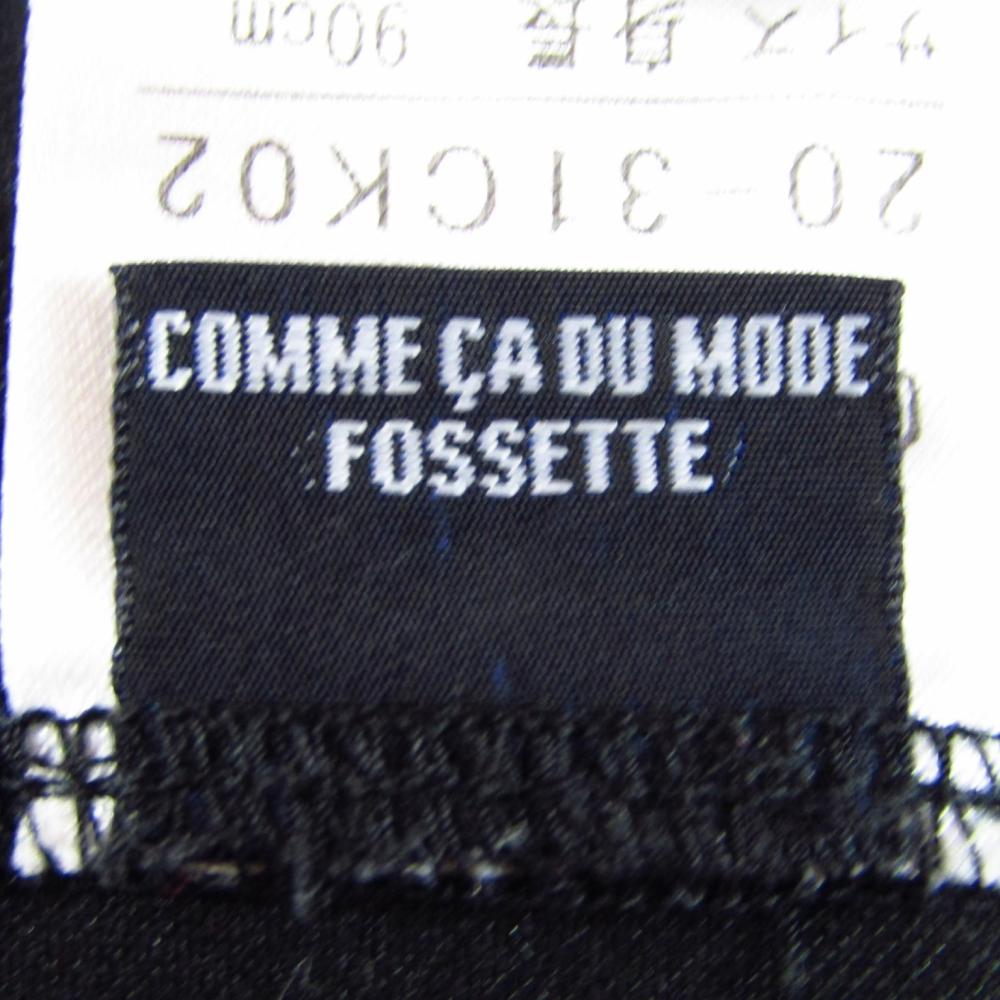 20-31CK02
サイズ 身長 90cm
COMME ÇA DU MODE
FOSSETTE